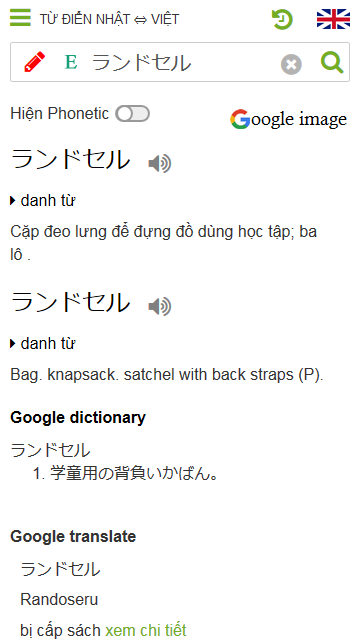 TỪ ĐIỂN NHẬT ⇔ VIỆT
E ランドセル
Hiện Phonetic
Google image
ランドセル
danh từ
Cặp đeo lưng để đựng đồ dùng học tập; ba
lô .
ランドセル
danh từ
Bag. knapsack. satchel with back straps (P).
Google dictionary
ランドセル
1. 学童用の背負いかばん。
Google translate
ランドセル
Randoseru
bị cấp sách xem chi tiết